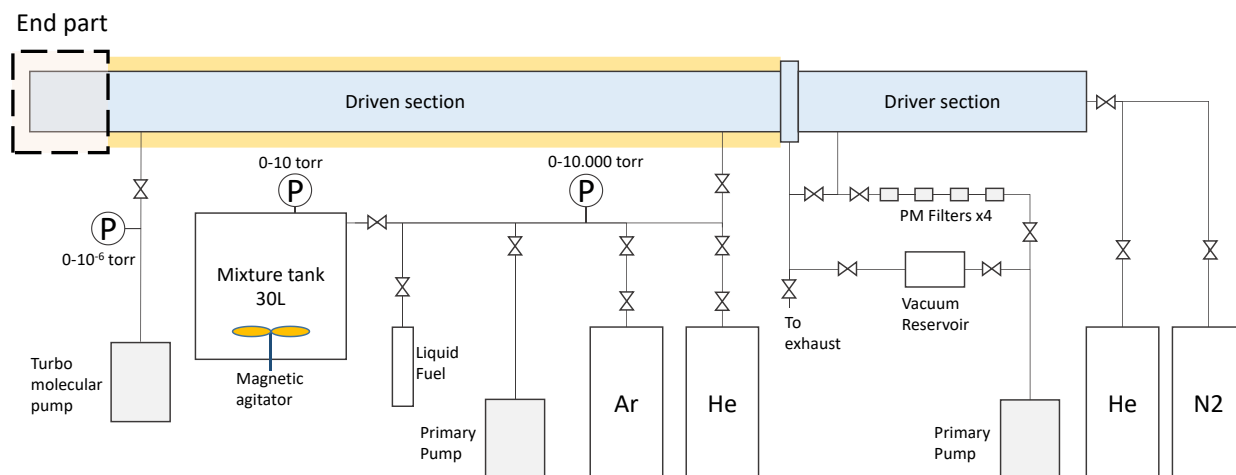 End part
Driven section
Driver section
0-10 torr
0-10.000 torr
P
P
P
0-10-6 torr
PM Filters x4
Mixture tank
30L
Vacuum
Reservoir
To
exhaust
Turbo
molecular
pump
Magnetic
agitator
Liquid
Fuel
Primary
Pump
Ar
He
Primary
Pump
He
N2